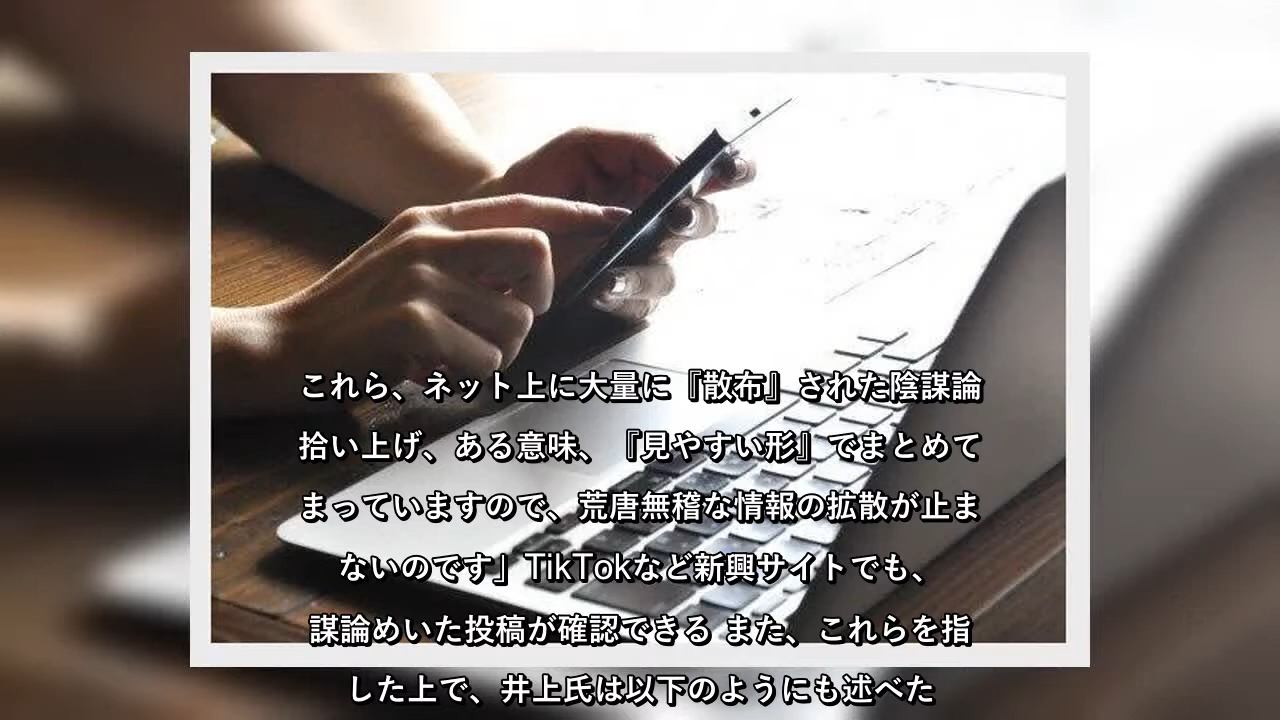 これら、ネット上に大量に『散布』された陰謀論
拾い上げ、ある意味、『見やすい形』でまとめて
まっていますので、荒唐無稽な情報の拡散が止ま
ないのです」TikTokなど新興サイトでも、
謀論めいた投稿が確認できる また、これらを指
した上で、井上氏は以下のようにも述べた